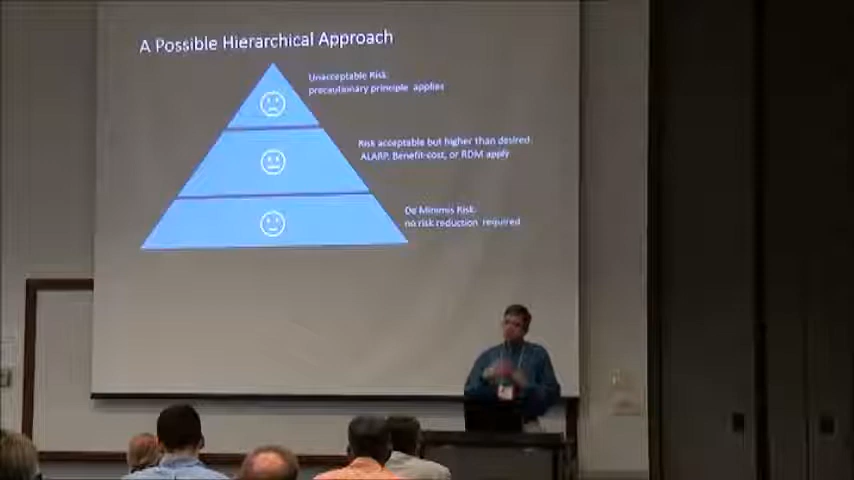 A Possible Hierarchical Approach
Unacceptable Risk:
precautionary principle applies
Risk acceptable but higher than desired
ALARP, Benefit-cost, or RDM apply
De Minimis Risk:
no risk reduction required